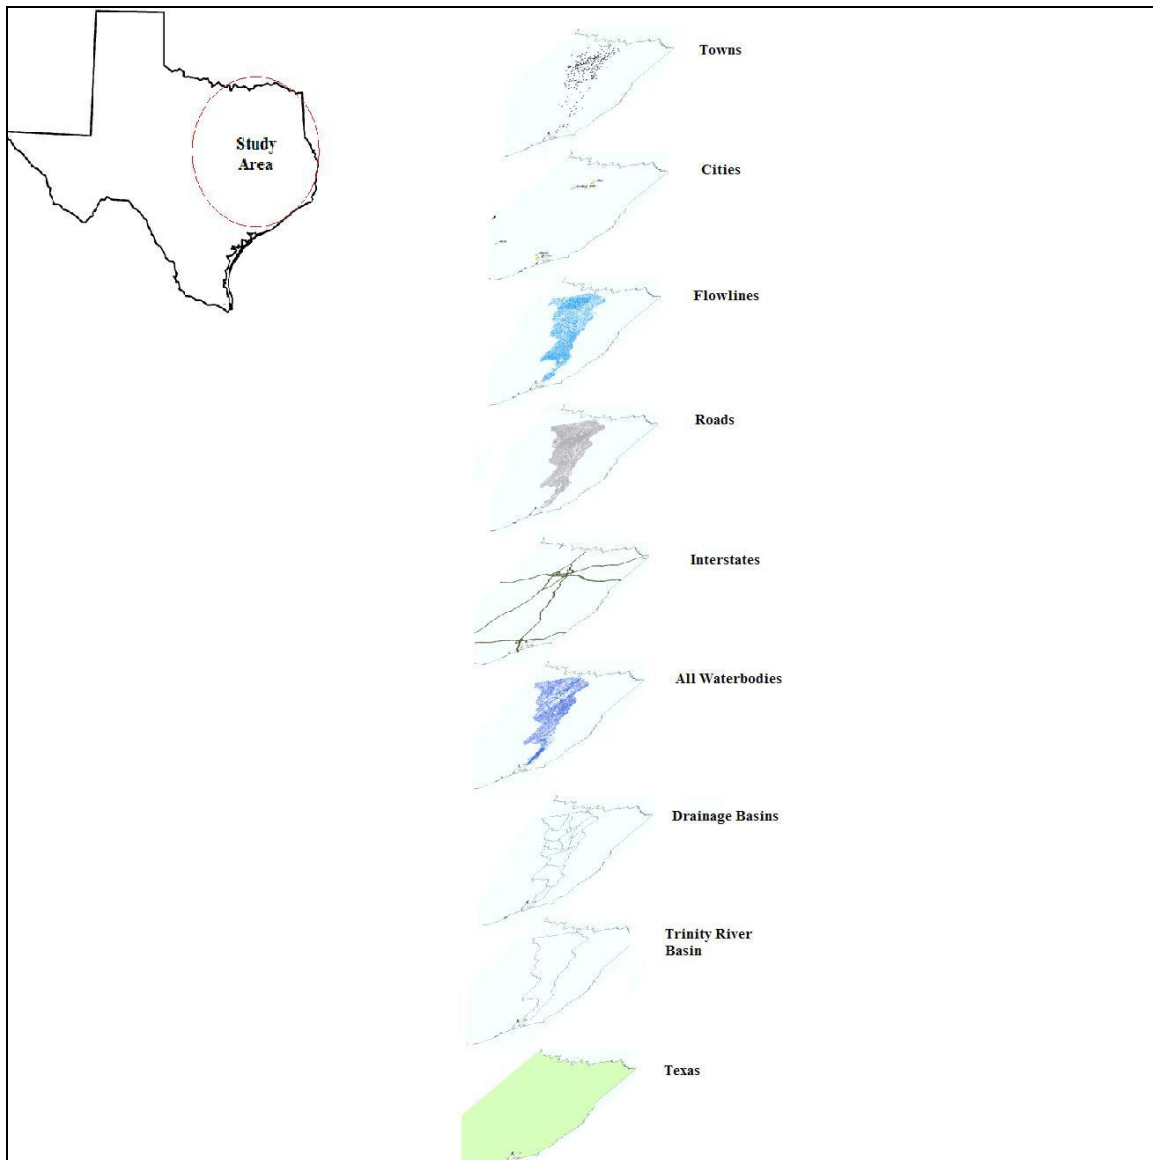 Study
Area
Towns
Cities
Flowlines
Roads
Interstates
All Waterbodies
Drainage Basins
Trinity River
Basin
Texas